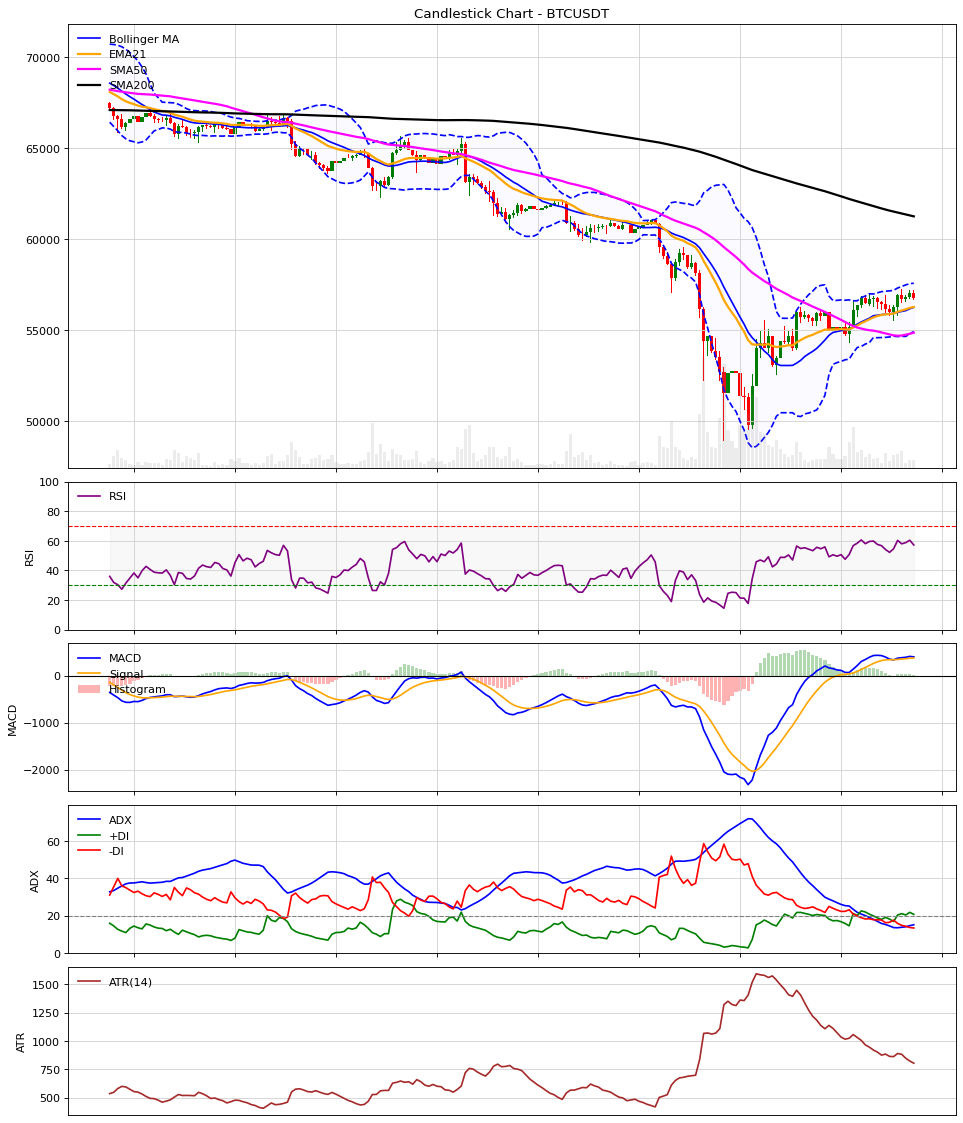 Candlestick Chart - BTCUSDT
Bollinger MA
EMA21
SMA50
SMA200
70000
65000
60000
55000
50000
RSI
100
80
60
40
20
0
RSI
MACD
Signal
Histogram
0
−1000
−2000
MACD
ADX
+DI
-DI
60
40
20
0
ADX
ATR(14)
1500
1250
1000
750
500
ATR